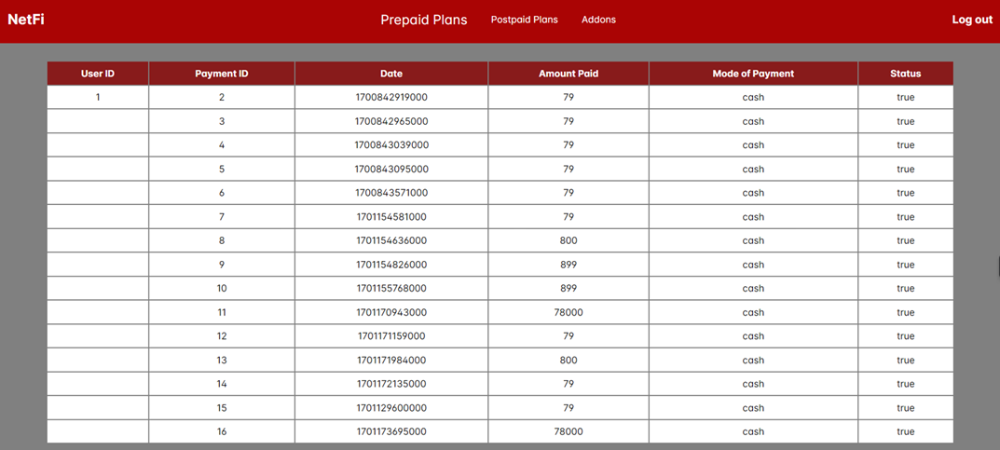 NetFi Prepaid Plans Postpaid Plans Addons Log out
User ID Payment ID Date Amount Paid Mode of Payment Status
1 2 1700842919000 79 cash true
3 1700842965000 79 cash true
4 1700843039000 79 cash true
5 1700843095000 79 cash true
6 1700843571000 79 cash true
7 1701154581000 79 cash true
8 1701154636000 800 cash true
9 1701154826000 899 cash true
10 1701155768000 899 cash true
11 1701170943000 78000 cash true
12 1701171159000 79 cash true
13 1701171984000 800 cash true
14 1701172135000 79 cash true
15 1701129600000 79 cash true
16 1701173695000 78000 cash true